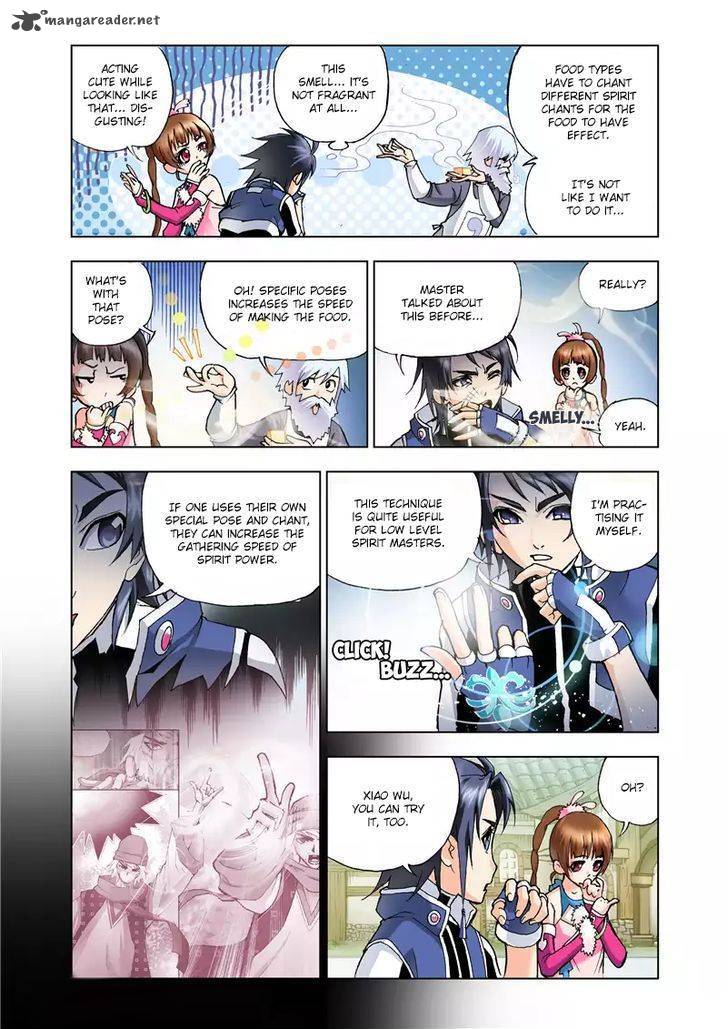 mangareader.net
FOOD TYPES
HAVE TO CHANT
DIFFERENT SPIRIT
CHANTS FOR THE
FOOD TO HAVE
EFFECT.
IT'S NOT
LIKE I WANT
TO DO IT...
THIS
SMELL... IT'S
NOT FRAGRANT
AT ALL...
ACTING
CUTE WHILE
LOOKING LIKE
THAT... DIS-
GUSTING!
REALLY?
MASTER
TALKED ABOUT
THIS BEFORE...
SMELLY...
YEAH.
OH! SPECIFIC POSES
INCREASES THE SPEED
OF MAKING THE FOOD.
WHAT'S
WITH
THAT
POSE?
I'M PRAC-
TISING IT
MYSELF.
THIS TECHNIQUE
IS QUITE USEFUL
FOR LOW LEVEL
SPIRIT MASTERS.
CLICK!
BUZZ...
IF ONE USES THEIR OWN
SPECIAL POSE AND CHANT,
THEY CAN INCREASE THE
GATHERING SPEED OF
SPIRIT POWER.
OH?
XIAO WU,
YOU CAN TRY
IT, TOO.